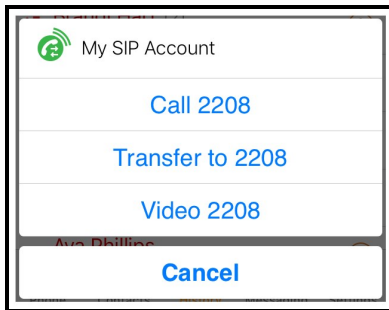 My SIP Account
Call 2208
Transfer to 2208
Video 2208
Ava Phillips
Cancel